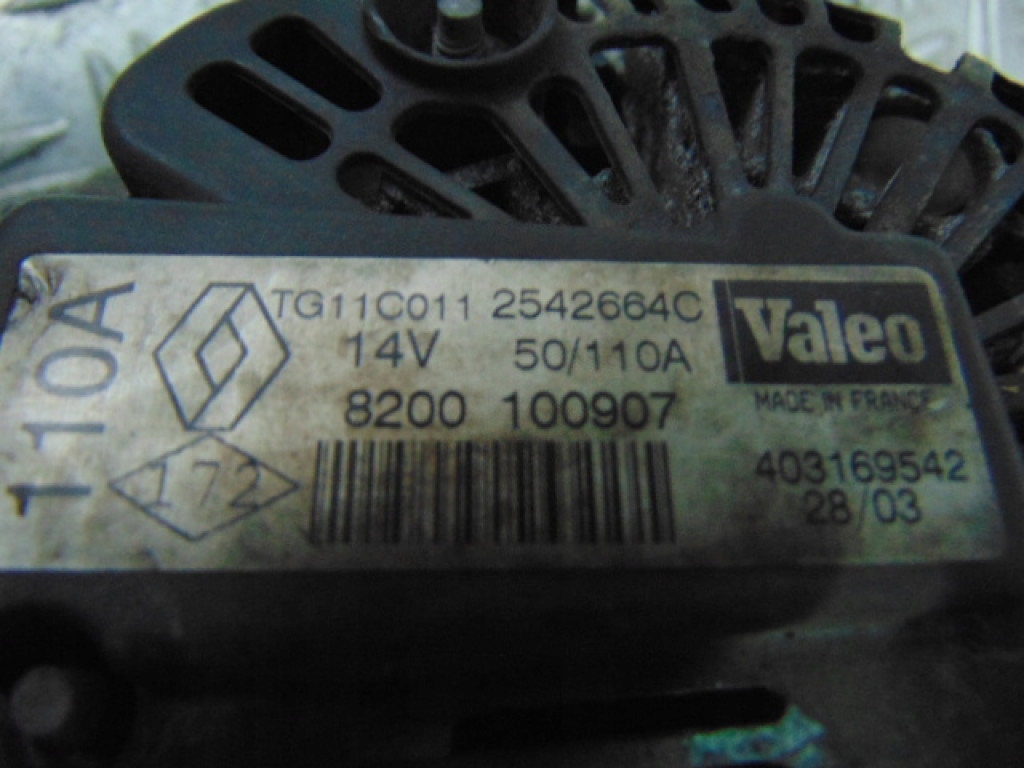 110A
TG11C011 2542664C
14V 50/110A
8200 100907
172
Valeo
MADE IN FRANCE
403169542
28/03